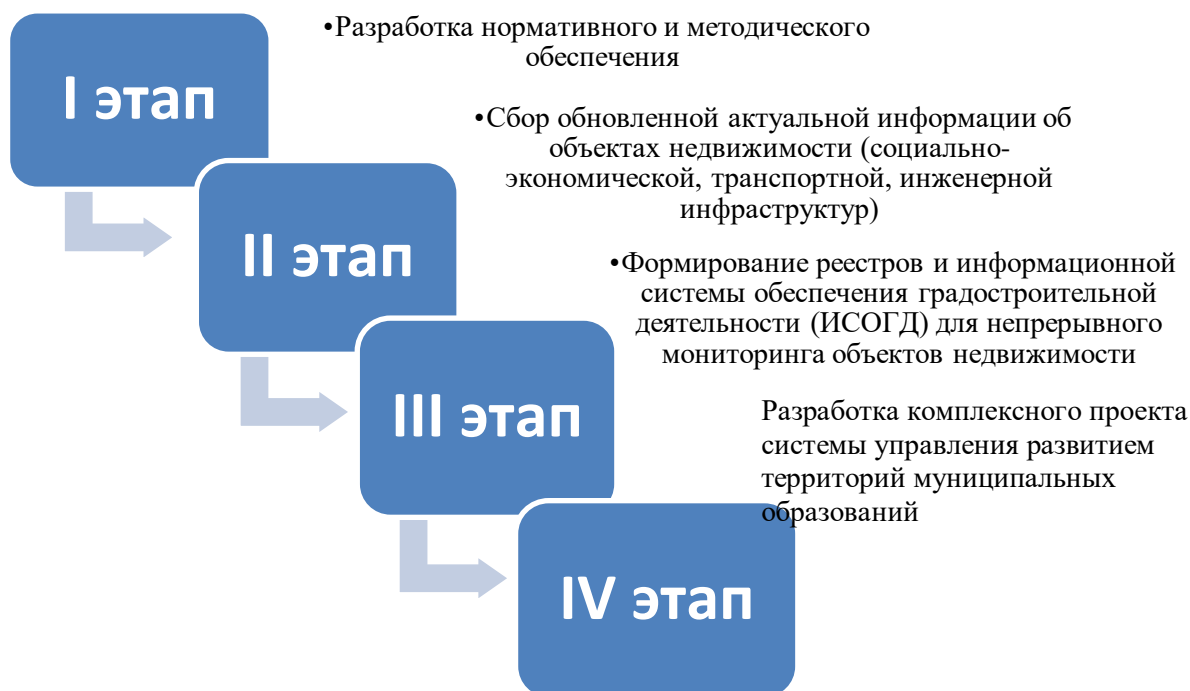 I этап
•Разработка нормативного и методического
обеспечения
II этап
•Сбор обновленной актуальной информации об
объектах недвижимости (социально-
экономической, транспортной, инженерной
инфраструктур)
III этап
•Формирование реестров и информационной
системы обеспечения градостроительной
деятельности (ИСОГД) для непрерывного
мониторинга объектов недвижимости
IV этап
Разработка комплексного проекта
системы управления развитием
территорий муниципальных
образований